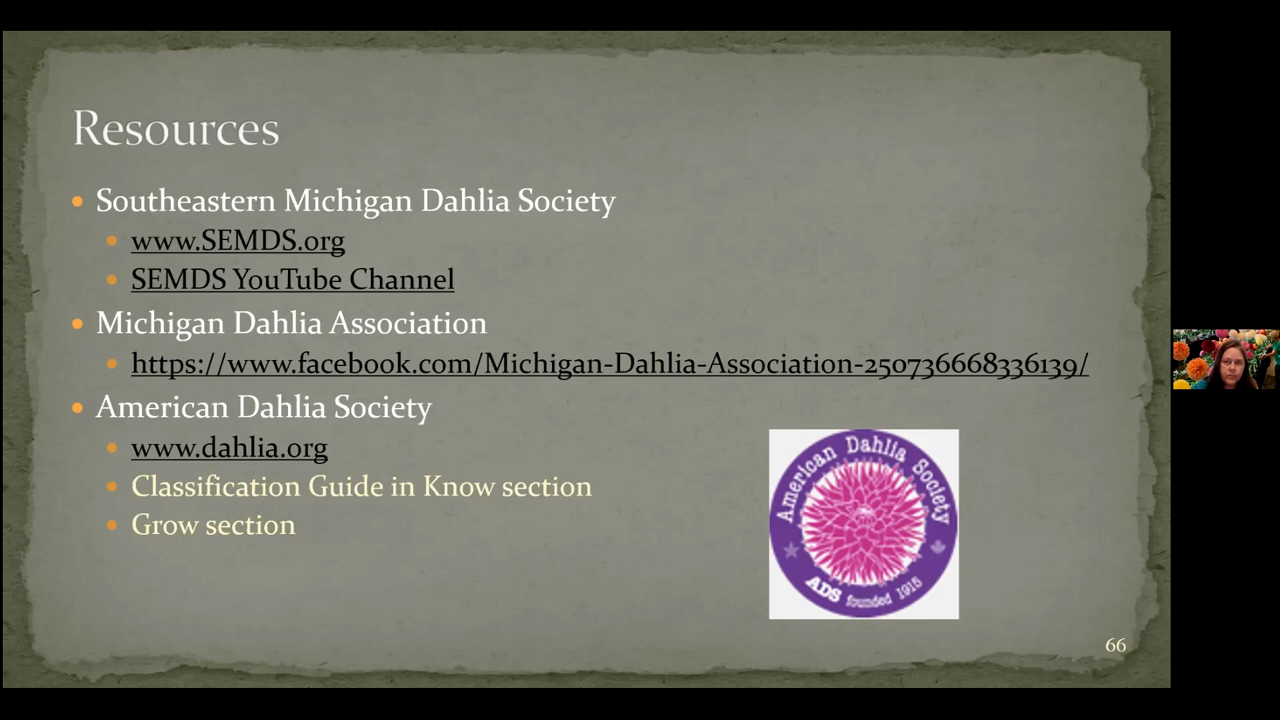 Resources
Southeastern Michigan Dahlia Society
www.SEMDS.org
SEMDS YouTube Channel
Michigan Dahlia Association
https://www.facebook.com/Michigan-Dahlia-Association-250736668336139/
American Dahlia Society
www.dahlia.org
Classification Guide in Know section
Grow section
American Dahlia Society
ADS founded 1915
66